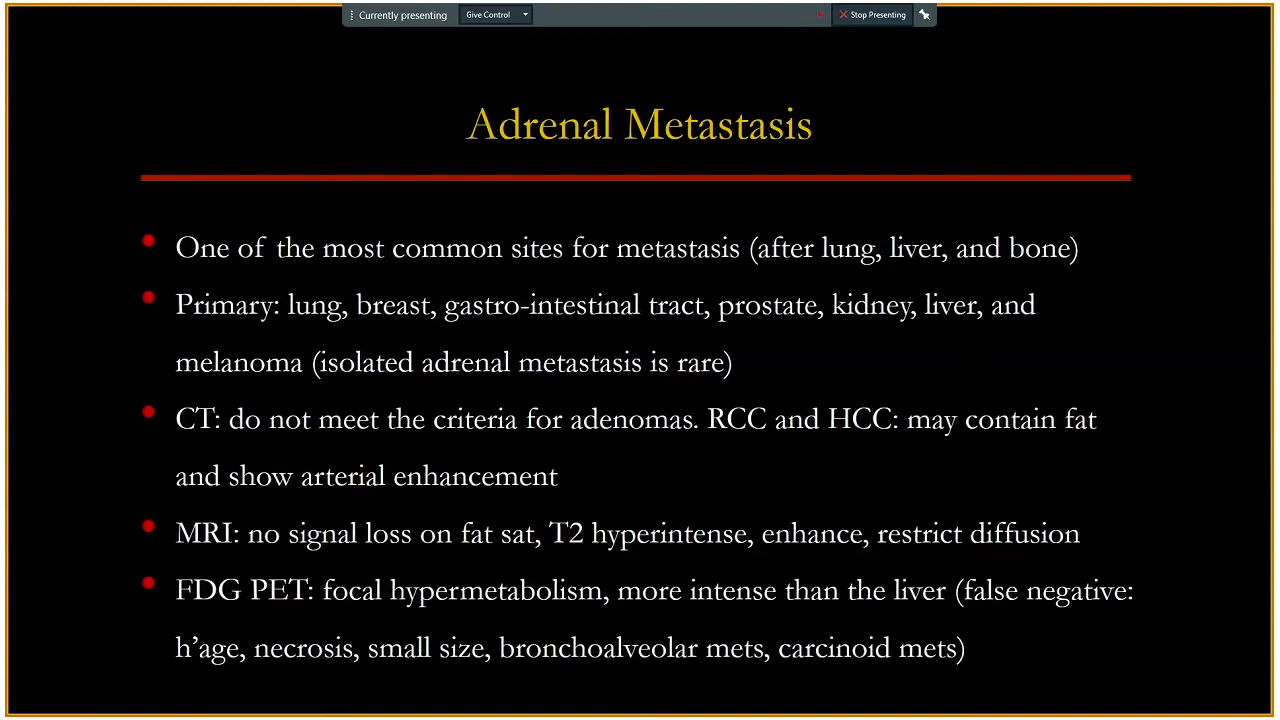 Currently presenting Give Control Stop Presenting
Adrenal Metastasis
One of the most common sites for metastasis (after lung, liver, and bone)
Primary: lung, breast, gastro-intestinal tract, prostate, kidney, liver, and
melanoma (isolated adrenal metastasis is rare)
CT: do not meet the criteria for adenomas. RCC and HCC: may contain fat
and show arterial enhancement
MRI: no signal loss on fat sat, T2 hyperintense, enhance, restrict diffusion
FDG PET: focal hypermetabolism, more intense than the liver (false negative:
h’age, necrosis, small size, bronchoalveolar mets, carcinoid mets)